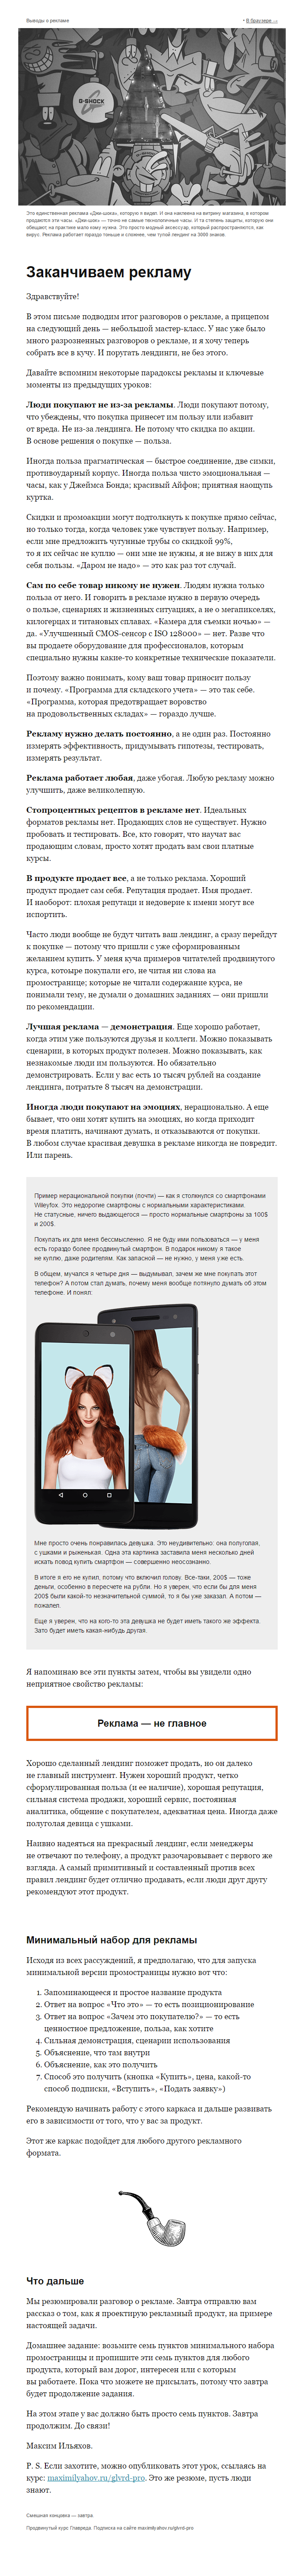 Выводы о рекламе
• В браузере →
G-SHOCK
Это единственная реклама «Джи-шока», которую я видел. И она наклеена на витрину магазина, в котором
продаются эти часы. «Джи-шок» — точно не самые технологичные часы. И та степень защиты, которую они
обещают, на практике мало кому нужна. Это просто модный аксессуар, который распространяется, как
вирус. Реклама работает гораздо тоньше и сложнее, чем тупой лендинг на 3000 знаков.
Заканчиваем рекламу
Здравствуйте!
В этом письме подводим итог разговоров о рекламе, а прицепом
на следующий день — небольшой мастер-класс. У нас уже было
много разрозненных разговоров о рекламе, и я хочу теперь
собрать все в кучу. И поругать лендинги, не без этого.
Давайте вспомним некоторые парадоксы рекламы и ключевые
моменты из предыдущих уроков:
Люди покупают не из-за рекламы. Люди покупают потому,
что убеждены, что покупка принесет им пользу или избавит
от вреда. Не из-за лендинга. Не потому что скидка по акции.
В основе решения о покупке — польза.
Иногда польза прагматическая — быстрое соединение, две симки,
противоударный корпус. Иногда польза чисто эмоциональная —
часы, как у Джеймса Бонда; красивый Айфон; приятная наощупь
куртка.
Скидки и промоакции могут подтолкнуть к покупке прямо сейчас,
но только тогда, когда человек уже чувствует пользу. Например,
если мне предложить чугунные трубы со скидкой 99%,
то я их сейчас не куплю — они мне не нужны, я не вижу в них для
себя пользы. «Даром не надо» — это как раз тот случай.
Сам по себе товар никому не нужен. Людям нужна только
польза от него. И говорить в рекламе нужно в первую очередь
о пользе, сценариях и жизненных ситуациях, а не о мегапикселях,
килогерцах и титановых сплавах. «Камера для съемки ночью» —
да. «Улучшенный CMOS-сенсор с ISO 128000» — нет. Разве что
вы продаете оборудование для профессионалов, которым
специально нужны какие-то конкретные технические показатели.
Поэтому важно понимать, кому ваш товар приносит пользу
и почему. «Программа для складского учета» — это так себе.
«Программа, которая предотвращает воровство
на продовольственных складах» — гораздо лучше.
Рекламу нужно делать постоянно, а не один раз. Постоянно
измерять эффективность, придумывать гипотезы, тестировать,
измерять результат.
Реклама работает любая, даже убогая. Любую рекламу можно
улучшить, даже великолепную.
Стопроцентных рецептов в рекламе нет. Идеальных
форматов рекламы нет. Продающих слов не существует. Нужно
пробовать и тестировать. Все, кто говорят, что научат вас
продающим словам, просто хотят продать вам свои платные
курсы.
В продукте продает все, а не только реклама. Хороший
продукт продает сам себя. Репутация продает. Имя продает.
И наоборот: плохая репутаци и недоверие к имени могут все
испортить.
Часто люди вообще не будут читать ваш лендинг, а сразу перейдут
к покупке — потому что пришли с уже сформированным
желанием купить. У меня куча примеров читателей продвинутого
курса, котоыре покупали его, не читая ни слова на
промостранице; которые не читали содержание курса, не
понимали тему, не думали о домашних заданиях — они пришли
по рекомендации.
Лучшая реклама — демонстрация. Еще хорошо работает,
когда этим уже пользуются друзья и коллеги. Можно показывать
сценарии, в которых продукт полезен. Можно показывать, как
незнакомые люди им пользуются. Но обязательно
демонстрировать. Если у вас есть 10 тысяч рублей на создание
лендинга, потратьте 8 тысяч на демонстрации.
Иногда люди покупают на эмоциях, нерационально. А еще
бывает, что они хотят купить на эмоциях, но когда приходит
время платить, начинают думать, и отказываются от покупки.
В любом случае красивая девушка в рекламе никогда не повредит.
Или парень.
Пример нерациональной покупки (почти) — как я столкнулся со смартфонами
Wileyfox. Это недорогие смартфоны с нормальными характеристиками.
Не статусные, ничего выдающегося — просто нормальные смартфоны за 100$
и 200$.
Покупать их для меня бессмысленно. Я не буду ими пользоваться — у меня
есть гораздо более продвинутый смартфон. В подарок никому я такое
не куплю, даже родителям. Как запасной — не нужно, у меня уже есть.
В общем, мучался я четыре дня — выдумывал, зачем же мне покупать этот
телефон? А потом стал думать, почему меня вообще потянуло думать об этом
телефоне. И понял:
Мне просто очень понравилась девушка. Это неудивительно: она полуголая,
с ушками и рыженькая. Одна эта картинка заставила меня несколько дней
искать повод купить смартфон — совершенно неосознанно.
В итоге я его не купил, потому что включил голову. Все-таки, 200$ — тоже
деньги, особенно в пересчете на рубли. Но я уверен, что если бы для меня
200$ были какой-то незначительной суммой, то я бы уже заказал. А потом —
пожалел.
Еще я уверен, что на кого-то эта девушка не будет иметь такого же эффекта.
Зато будет иметь какая-нибудь другая.
Я напоминаю все эти пункты затем, чтобы вы увидели одно
неприятное свойство рекламы:
Реклама — не главное
Хорошо сделанный лендинг поможет продать, но он далеко
не главный инструмент. Нужен хороший продукт, четко
сформулированная польза (и ее наличие), хорошая репутация,
сильная система продажи, хороший сервис, постоянная
аналитика, общение с покупателем, адекватная цена. Иногда даже
полуголая девица с ушками.
Наивно надеяться на прекрасный лендинг, если менеджеры
не отвечают по телефону, а продукт разочаровывает с первого же
взгляда. А самый примитивный и составленный против всех
правил лендинг будет отлично продавать, если люди друг другу
рекомендуют этот продукт.
Минимальный набор для рекламы
Исходя из всех рассуждений, я предполагаю, что для запуска
минимальной версии промостраницы нужно вот что:
1. Запоминающееся и простое название продукта
2. Ответ на вопрос «Что это» — то есть позиционирование
3. Ответ на вопрос «Зачем это покупателю?» — то есть
ценностное предложение, польза, как хотите
4. Сильная демонстрация, сценарии использования
5. Объяснение, что там внутри
6. Объяснение, как это получить
7. Способ это получить (кнопка «Купить», цена, какой-то
способ подписки, «Вступить», «Подать заявку»)
Рекомендую начинать работу с этого каркаса и дальше развивать
его в зависимости от того, что у вас за продукт.
Этот же каркас подойдет для любого другого рекламного
формата.
Что дальше
Мы резюмировали разговор о рекламе. Завтра отправлю вам
рассказ о том, как я проектирую рекламный продукт, на примере
настоящей задачи.
Домашнее задание: возьмите семь пунктов минимального набора
промостраницы и пропишите эти семь пунктов для любого
продукта, который вам дорог, интересен или с которым
вы работаете. Пока что можете не присылать, потому что завтра
будет продолжение задания.
На этом этапе у вас должно быть просто семь пунктов. Завтра
продолжим. До связи!
Максим Ильяхов.
P. S. Если захотите, можно опубликовать этот урок, ссылаясь на
курс: maximilyahov.ru/glvrd-pro. Это же резюме, пусть люди
знают.
Смешная концовка — завтра.
Продвинутый курс Главреда. Подписка на сайте maximilyahov.ru/glvrd-pro